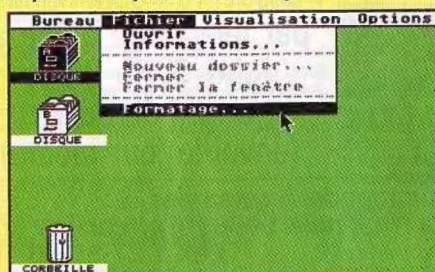 Bureau Fichier Visualisation Options
Ouvrir
Informations...
Nouveau dossier...
Fermer
Fermer la fenêtre
Formatage...
A
DISQUE
B
DISQUE
CORBEILLE